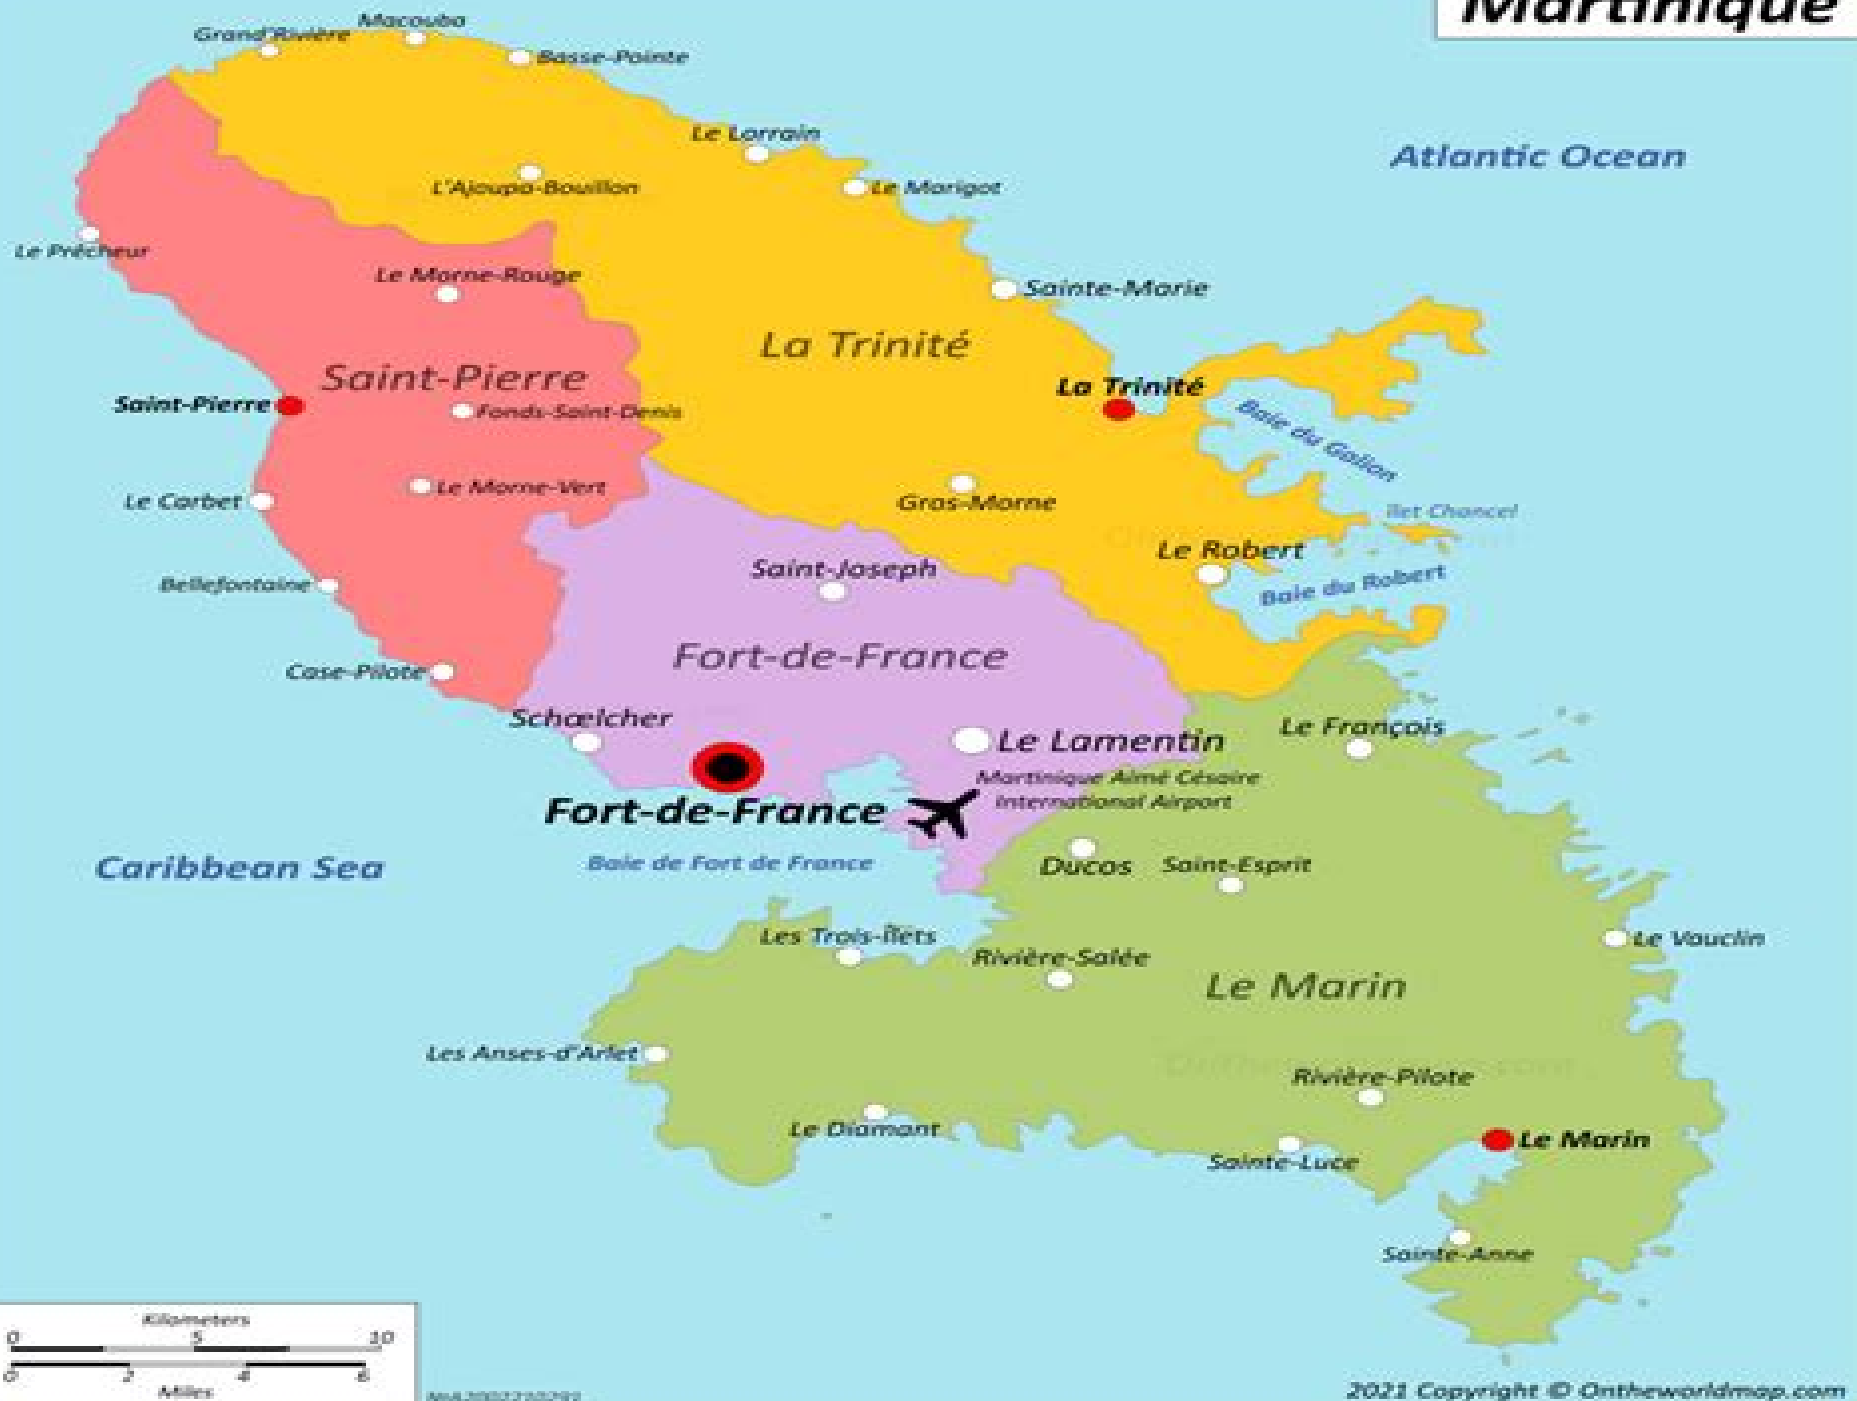 Martinique
Macouba
Grand'Rivière
Basse-Pointe
Le Lorrain
Atlantic Ocean
L'Ajoupa-Bouillon
Le Marigot
Le Prêcheur
Le Morne-Rouge
Sainte-Marie
La Trinité
Saint-Pierre
La Trinité
Saint-Pierre
Fonds-Saint-Denis
Baie du Galion
Le Morne-Vert
Le Carbet
Gros-Morne
îlet Chancel
Le Robert
Saint-Joseph
Baie du Robert
Bellefontaine
Fort-de-France
Case-Pilote
Schœlcher
Le François
Le Lamentin
Martinique Aimé Césaire
International Airport
Fort-de-France
Baie de Fort de France
Caribbean Sea
Ducos
Saint-Esprit
Les Trois-Îlets
Le Vauclin
Rivière-Salée
Le Marin
Les Anses-d'Arlet
Rivière-Pilote
Le Diamant
Le Marin
Sainte-Luce
Sainte-Anne
Kilometers
0 5 10
0 2 4 6
Miles
2021 Copyright © Ontheworldmap.com